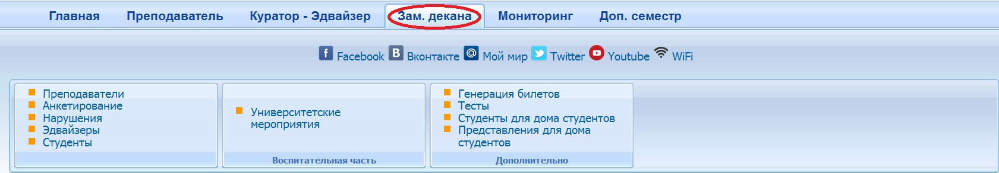 Главная Преподаватель Куратор - Эдвайзер Зам. декана Мониторинг Доп. семестр
Facebook Вконтакте Мой мир Twitter Youtube WiFi
Преподаватели
Анкетирование
Нарушения
Эдвайзеры
Студенты
Университетские
мероприятия
Воспитательная часть
Генерация билетов
Тесты
Студенты для дома студентов
Представления для дома
студентов
Дополнительно